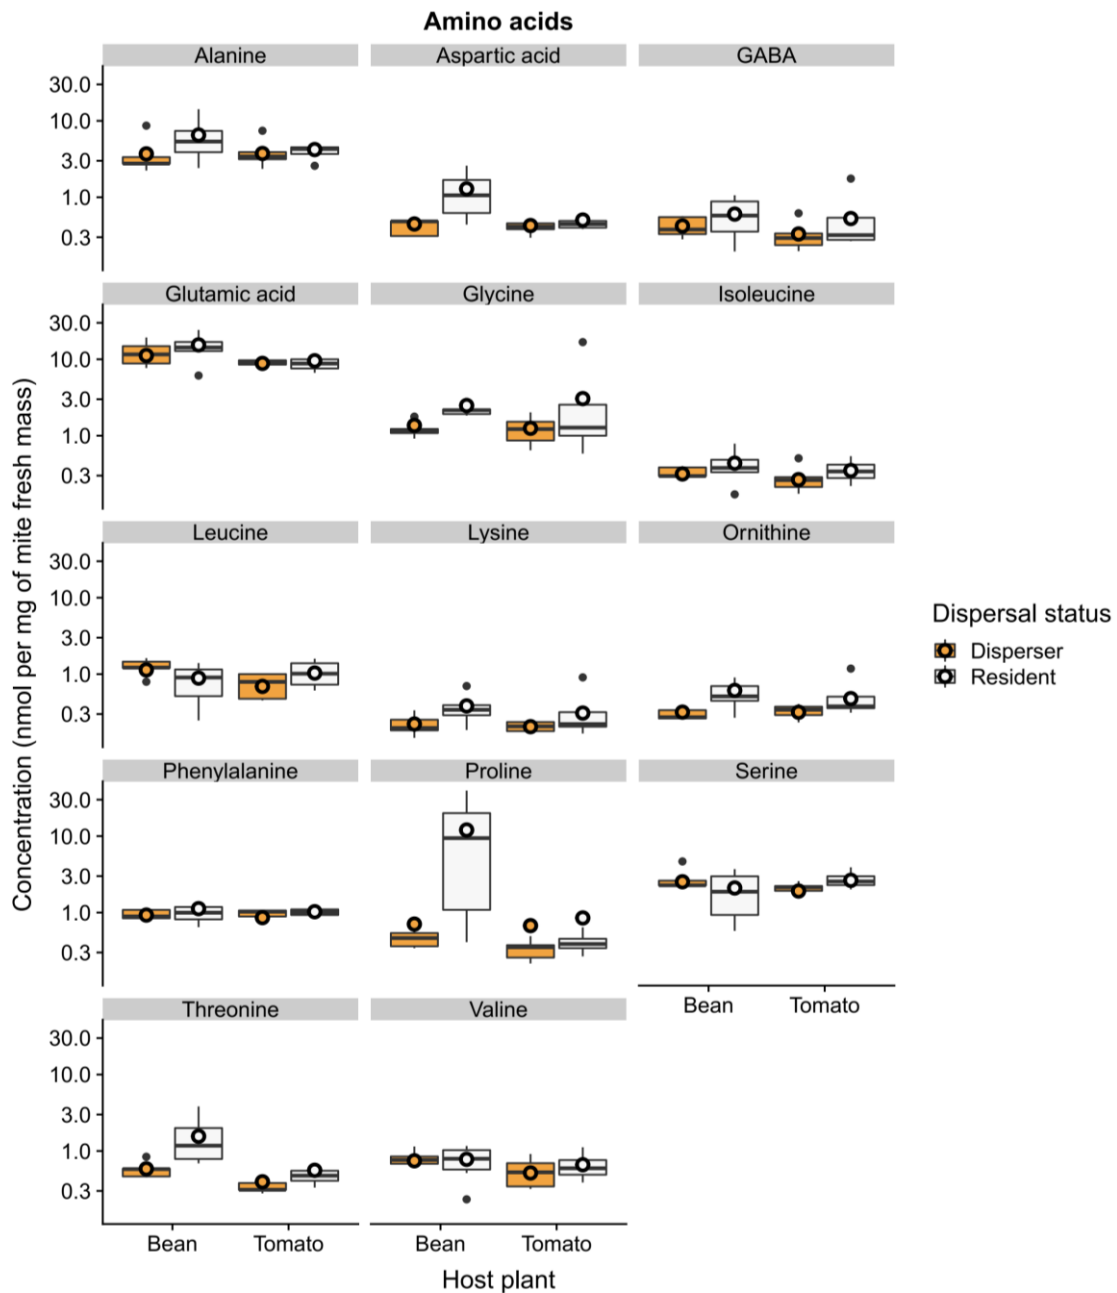 Amino acids
Alanine
Aspartic acid
GABA
30.0
10.0
3.0
1.0
0.3
Glutamic acid
Glycine
Isoleucine
30.0
10.0
3.0
1.0
0.3
Leucine
Lysine
Ornithine
30.0
10.0
3.0
1.0
0.3
Phenylalanine
Proline
Serine
30.0
10.0
3.0
1.0
0.3
Bean
Tomato
Threonine
Valine
30.0
10.0
3.0
1.0
0.3
Bean
Tomato
Bean
Tomato
Host plant
Concentration (nmol per mg of mite fresh mass)
Dispersal status
Disperser
Resident